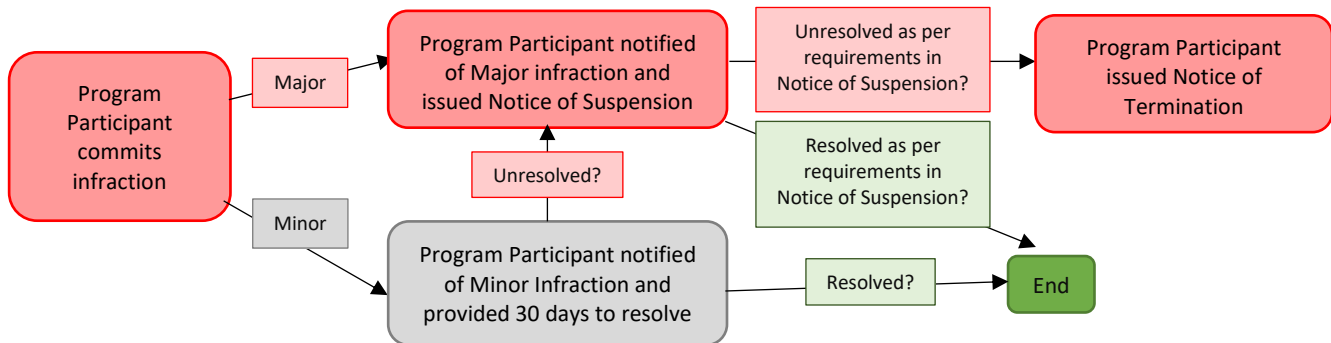 Program
Participant
commits
infraction
Major
Minor
Program Participant notified
of Major infraction and
issued Notice of Suspension
Unresolved?
Program Participant notified
of Minor Infraction and
provided 30 days to resolve
Unresolved as per
requirements in
Notice of Suspension?
Resolved as per
requirements in
Notice of Suspension?
Resolved?
Program Participant
issued Notice of
Termination
End